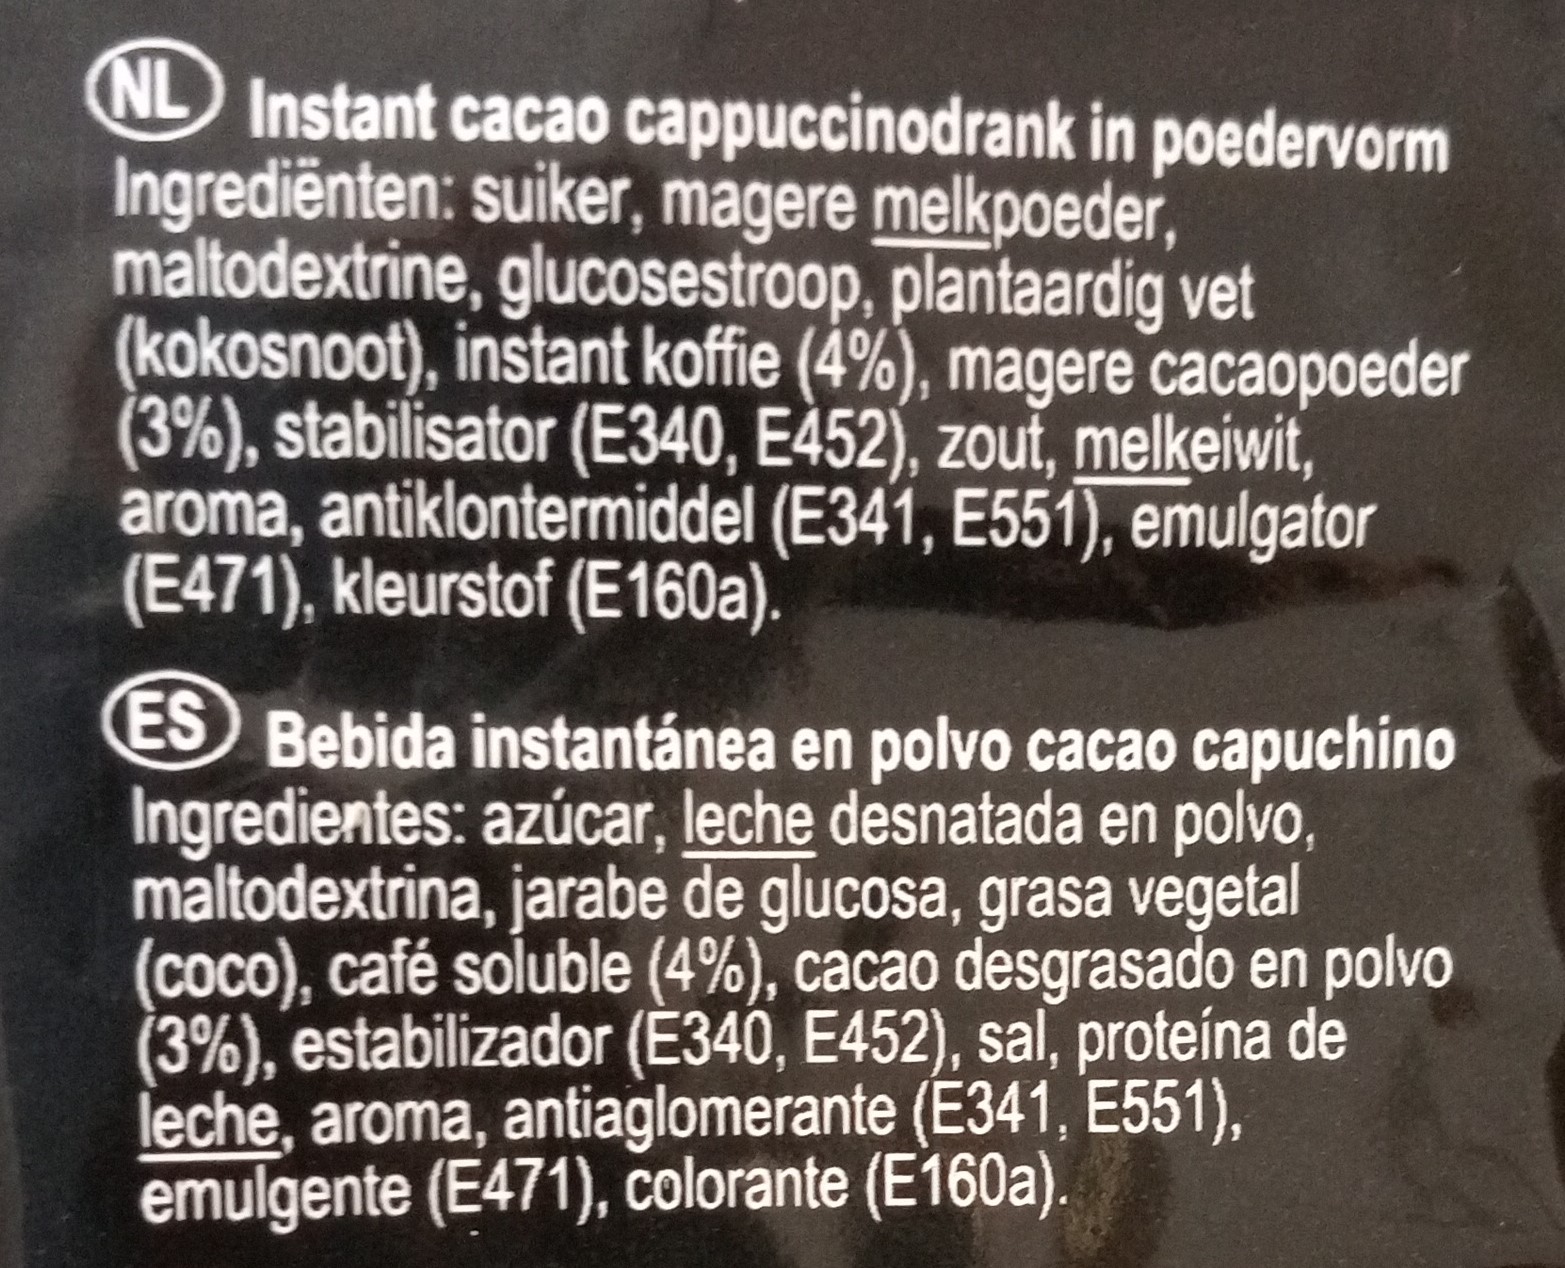 NL Instant cacao cappuccinodrank in poedervorm
Ingrediënten: suiker, magere melkpoeder,
maltodextrine, glucosestroop, plantaardig vet
(kokosnoot), instant koffie (4%), magere cacaopoeder
(3%), stabilisator (E340, E452), zout, melkeiwit,
aroma, antiklontermiddel (E341, E551), emulgator
(E471), kleurstof (E160a).
ES Bebida instantánea en polvo cacao capuchino
Ingredientes: azúcar, leche desnatada en polvo,
maltodextrina, jarabe de glucosa, grasa vegetal
(coco), café soluble (4%), cacao desgrasado en polvo
(3%), estabilizador (E340, E452), sal, proteína de
leche, aroma, antiaglomerante (E341, E551),
emulgente (E471), colorante (E160a).